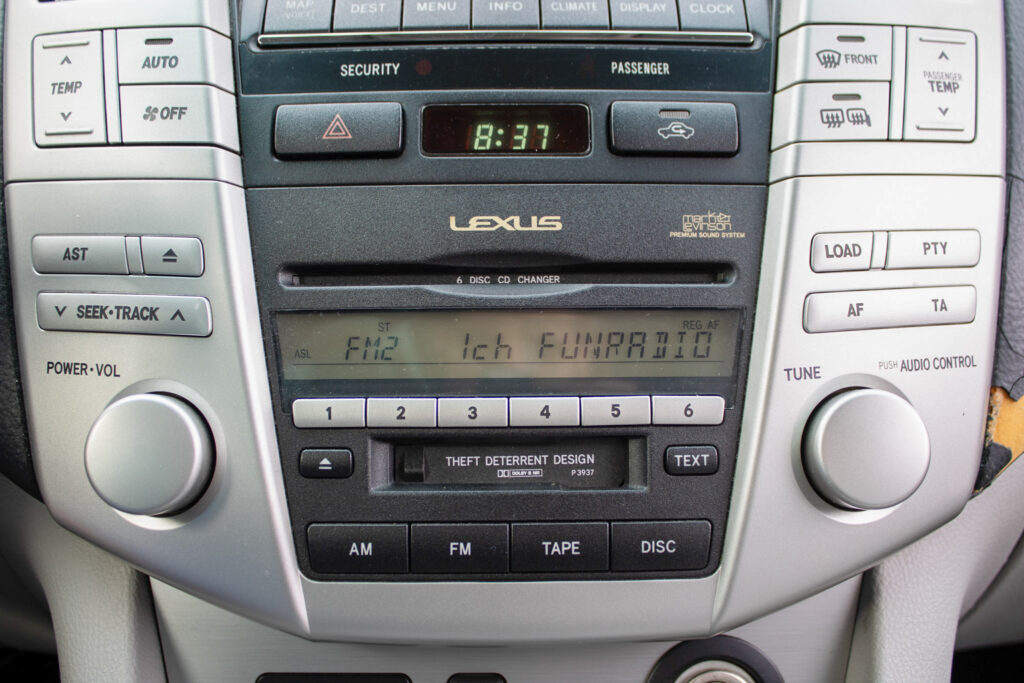 MAP DEST MENU INFO CLIMATE DISPLAY CLOCK
VOICE
SECURITY PASSENGER
AUTO
TEMP
OFF
FRONT
PASSENGER
TEMP
8:37
LEXUS
mark
levinson
PREMIUM SOUND SYSTEM
AST
LOAD PTY
6 DISC CD CHANGER
SEEK·TRACK
AF TA
ST
REG AF
ASL FM2 1ch FUNRADIO
POWER·VOL
TUNE PUSH AUDIO CONTROL
1 2 3 4 5 6
THEFT DETERRENT DESIGN
DOLBY B NR P3937
TEXT
AM FM TAPE DISC